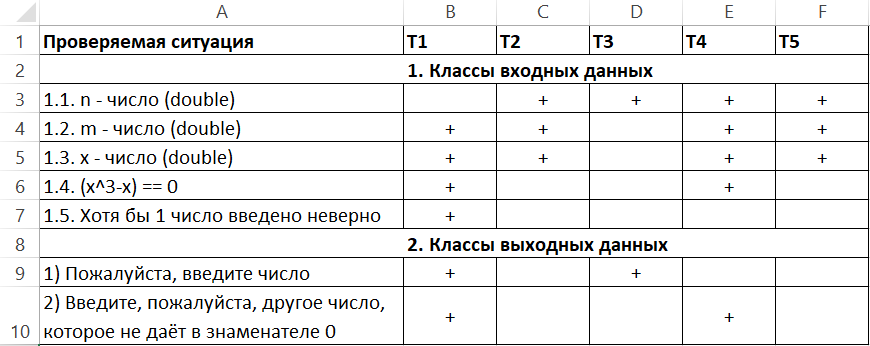 A B C D E F
1 Проверяемая ситуация T1 T2 T3 T4 T5
2 1. Классы входных данных
3 1.1. n - число (double) + + + +
4 1.2. m - число (double) + + + +
5 1.3. x - число (double) + + + +
6 1.4. (x^3-x) == 0 + +
7 1.5. Хотя бы 1 число введено неверно +
8 2. Классы выходных данных
9 1) Пожалуйста, введите число + +
2) Введите, пожалуйста, другое число,
10 которое не даёт в знаменателе 0 + +